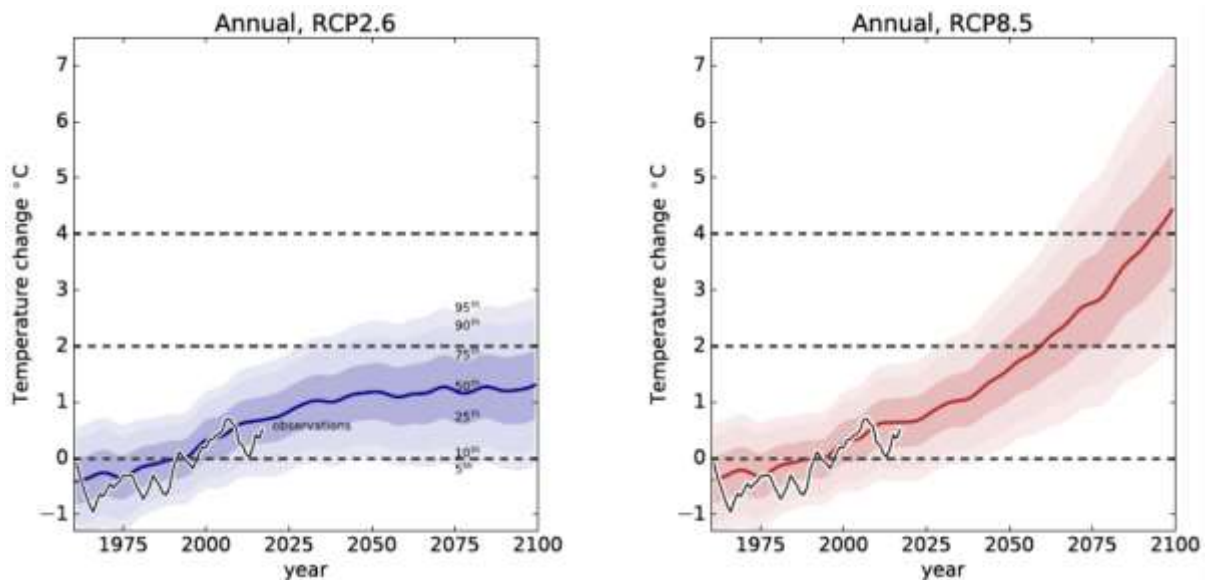 Annual, RCP2.6
7
6
5
4
3
2
1
0
−1
Temperature change °C
95th
90th
75th
50th
25th
observations
10th
5th
1975 2000 2025 2050 2075 2100
year
Annual, RCP8.5
7
6
5
4
3
2
1
0
−1
Temperature change °C
1975 2000 2025 2050 2075 2100
year